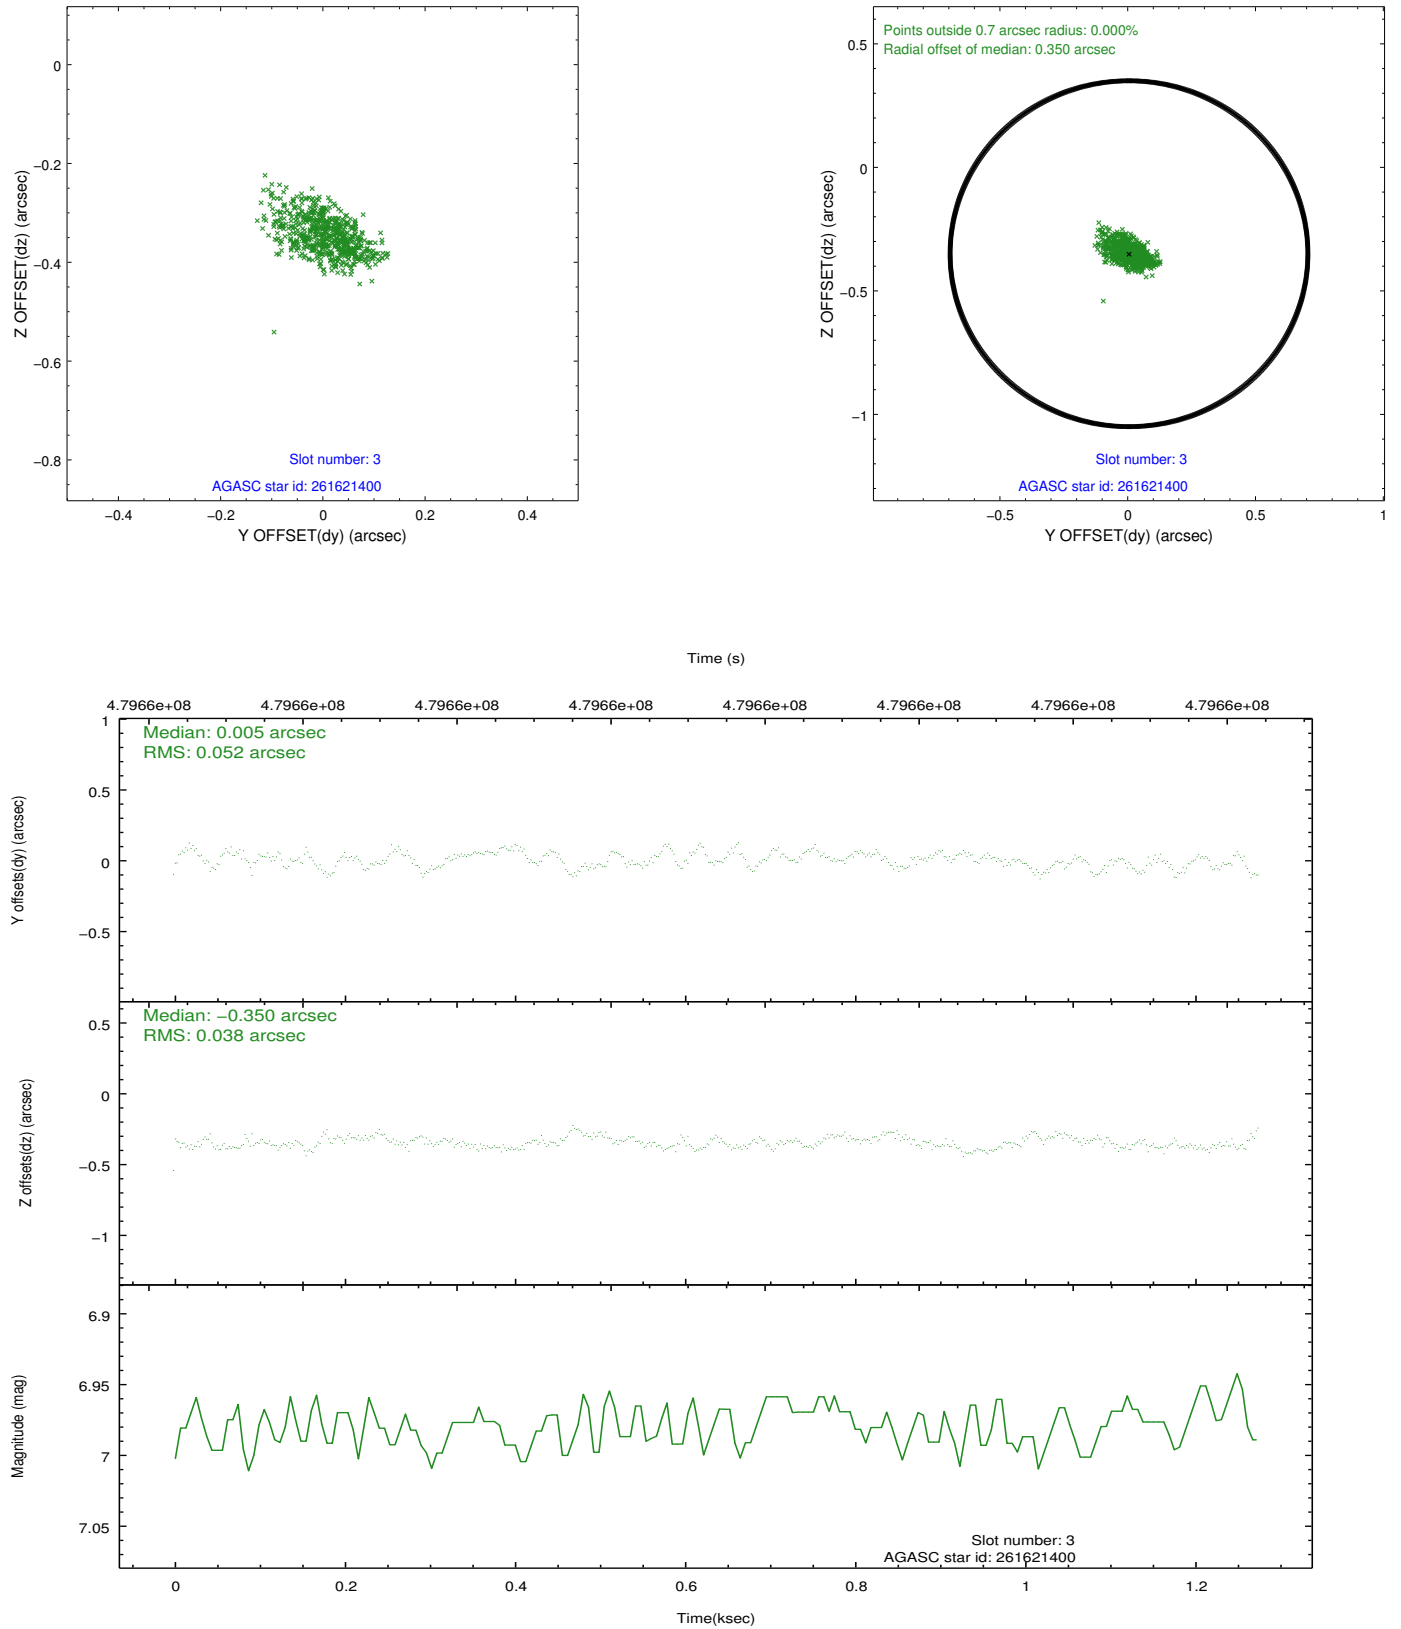 0
−0.2
−0.4
−0.6
−0.8
Z OFFSET(dz) (arcsec)
Slot number: 3
AGASC star id: 261621400
−0.4
−0.2
0
0.2
0.4
Y OFFSET(dy) (arcsec)
Points outside 0.7 arcsec radius: 0.000%
Radial offset of median: 0.350 arcsec
0.5
0
−0.5
−1
Z OFFSET(dz) (arcsec)
Slot number: 3
AGASC star id: 261621400
−0.5
0
0.5
1
Y OFFSET(dy) (arcsec)
Time (s)
4.7966e+08
4.7966e+08
4.7966e+08
4.7966e+08
4.7966e+08
4.7966e+08
4.7966e+08
4.7966e+08
Median: 0.005 arcsec
RMS: 0.052 arcsec
1
0.5
0
−0.5
Y offsets(dy) (arcsec)
Median: −0.350 arcsec
RMS: 0.038 arcsec
0.5
0
−0.5
−1
Z offsets(dz) (arcsec)
6.9
6.95
7
7.05
Magnitude (mag)
Slot number: 3
AGASC star id: 261621400
0
0.2
0.4
0.6
0.8
1
1.2
Time(ksec)